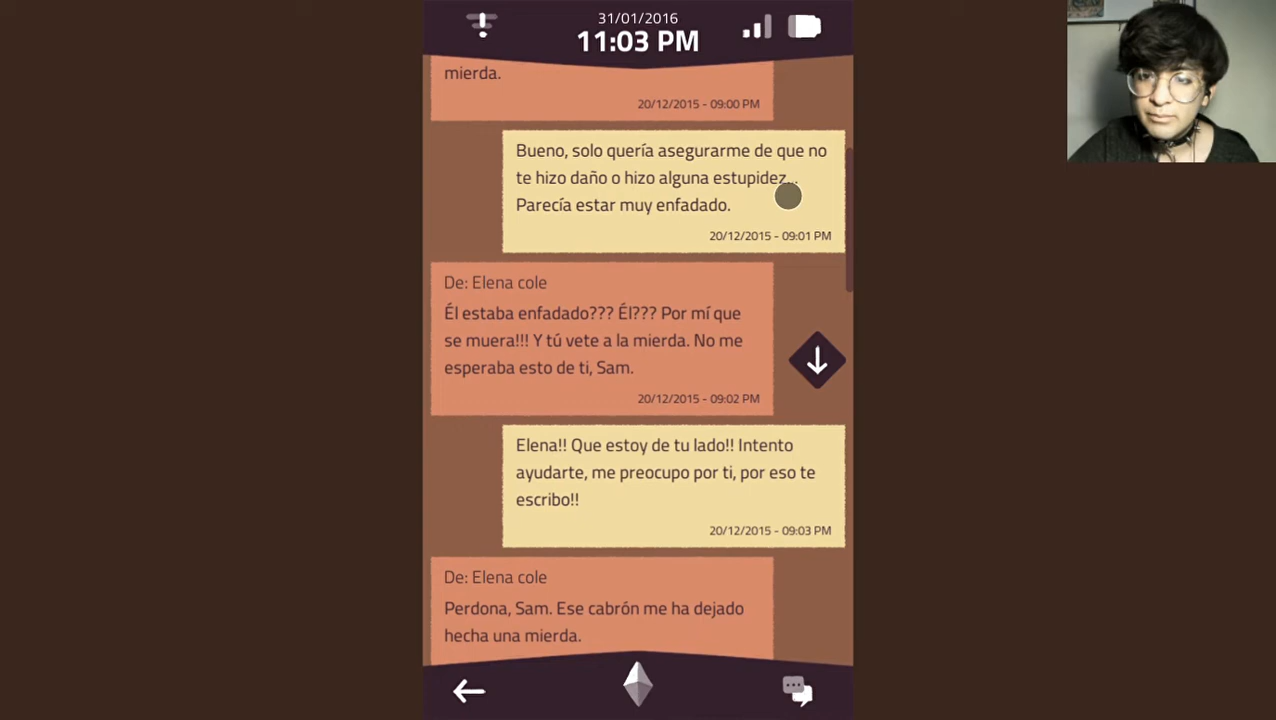 31/01/2016
11:03 PM
mierda.
20/12/2015 - 09:00 PM
Bueno, solo quería asegurarme de que no
te hizo daño o hizo alguna estupidez...
Parecía estar muy enfadado.
20/12/2015 - 09:01 PM
De: Elena cole
Él estaba enfadado??? Él??? Por mí que
se muera!!! Y tú vete a la mierda. No me
esperaba esto de ti, Sam.
20/12/2015 - 09:02 PM
Elena!! Que estoy de tu lado!! Intento
ayudarte, me preocupo por ti, por eso te
escribo!!
20/12/2015 - 09:03 PM
De: Elena cole
Perdona, Sam. Ese cabrón me ha dejado
hecha una mierda.